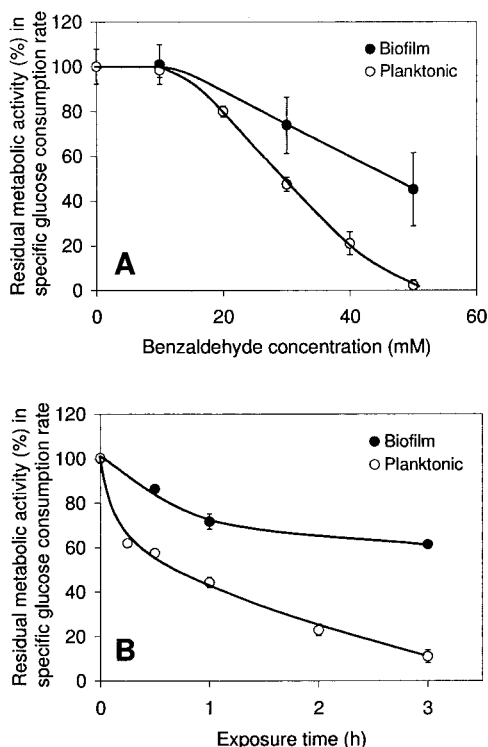 Residual metabolic activity (%) in
specific glucose consumption rate
120
100
80
60
40
20
0
Biofilm
Planktonic
A
0 20 40 60
Benzaldehyde concentration (mM)
Residual metabolic activity (%) in
specific glucose consumption rate
120
100
80
60
40
20
0
Biofilm
Planktonic
B
0 1 2 3
Exposure time (h)